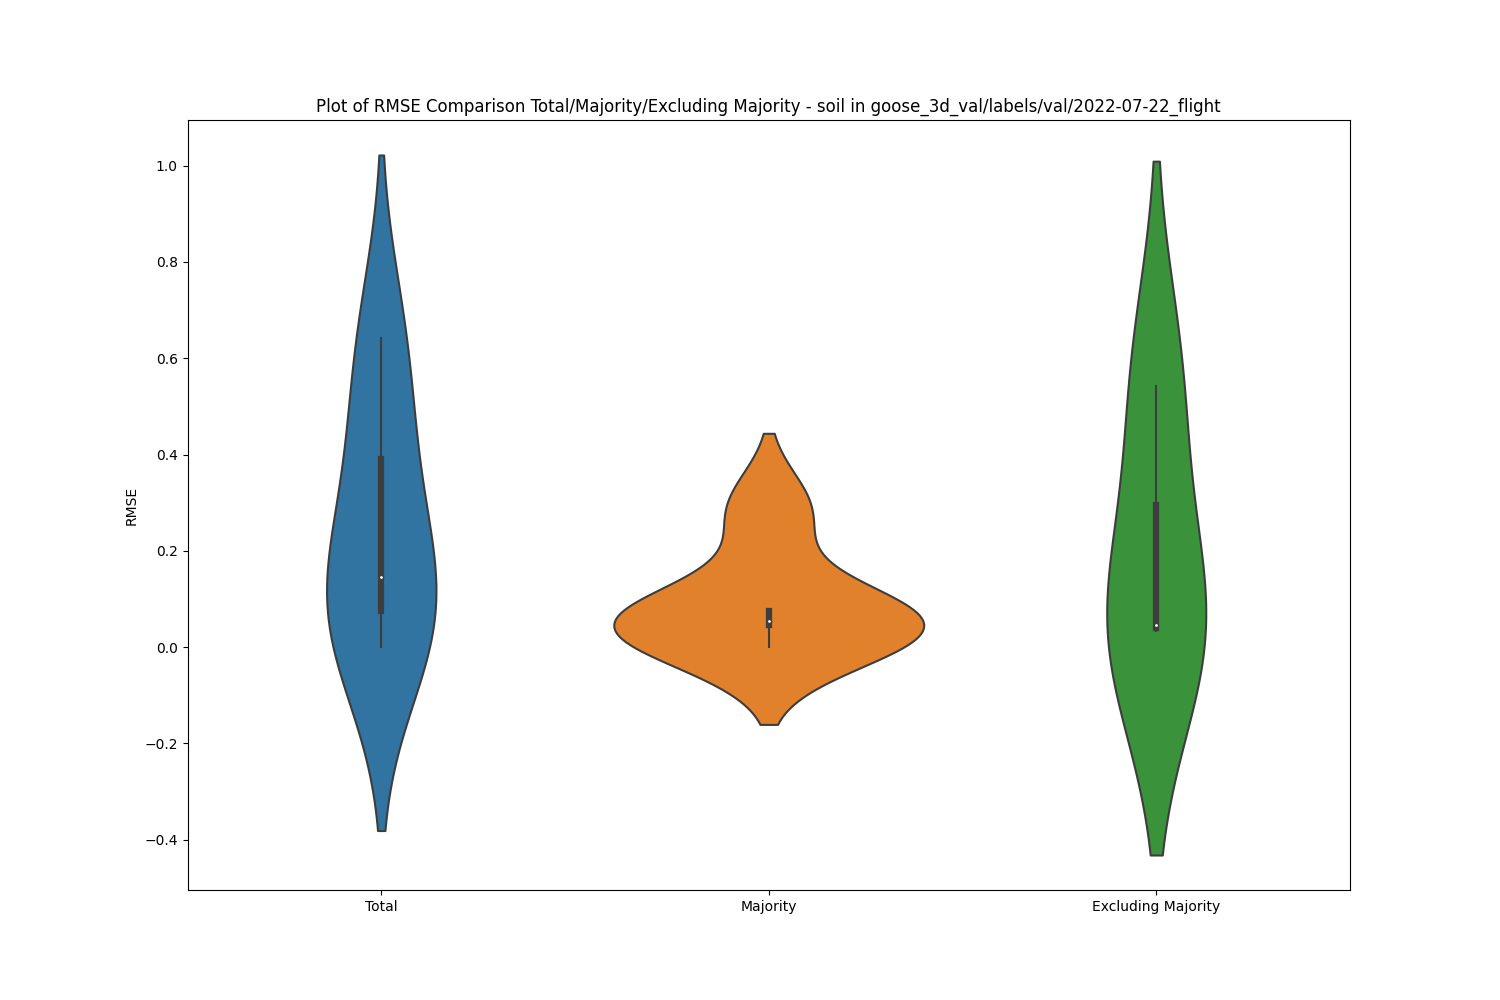 Plot of RMSE Comparison Total/Majority/Excluding Majority - soil in goose_3d_val/labels/val/2022-07-22_flight
RMSE
1.0
0.8
0.6
0.4
0.2
0.0
−0.2
−0.4
Total
Majority
Excluding Majority